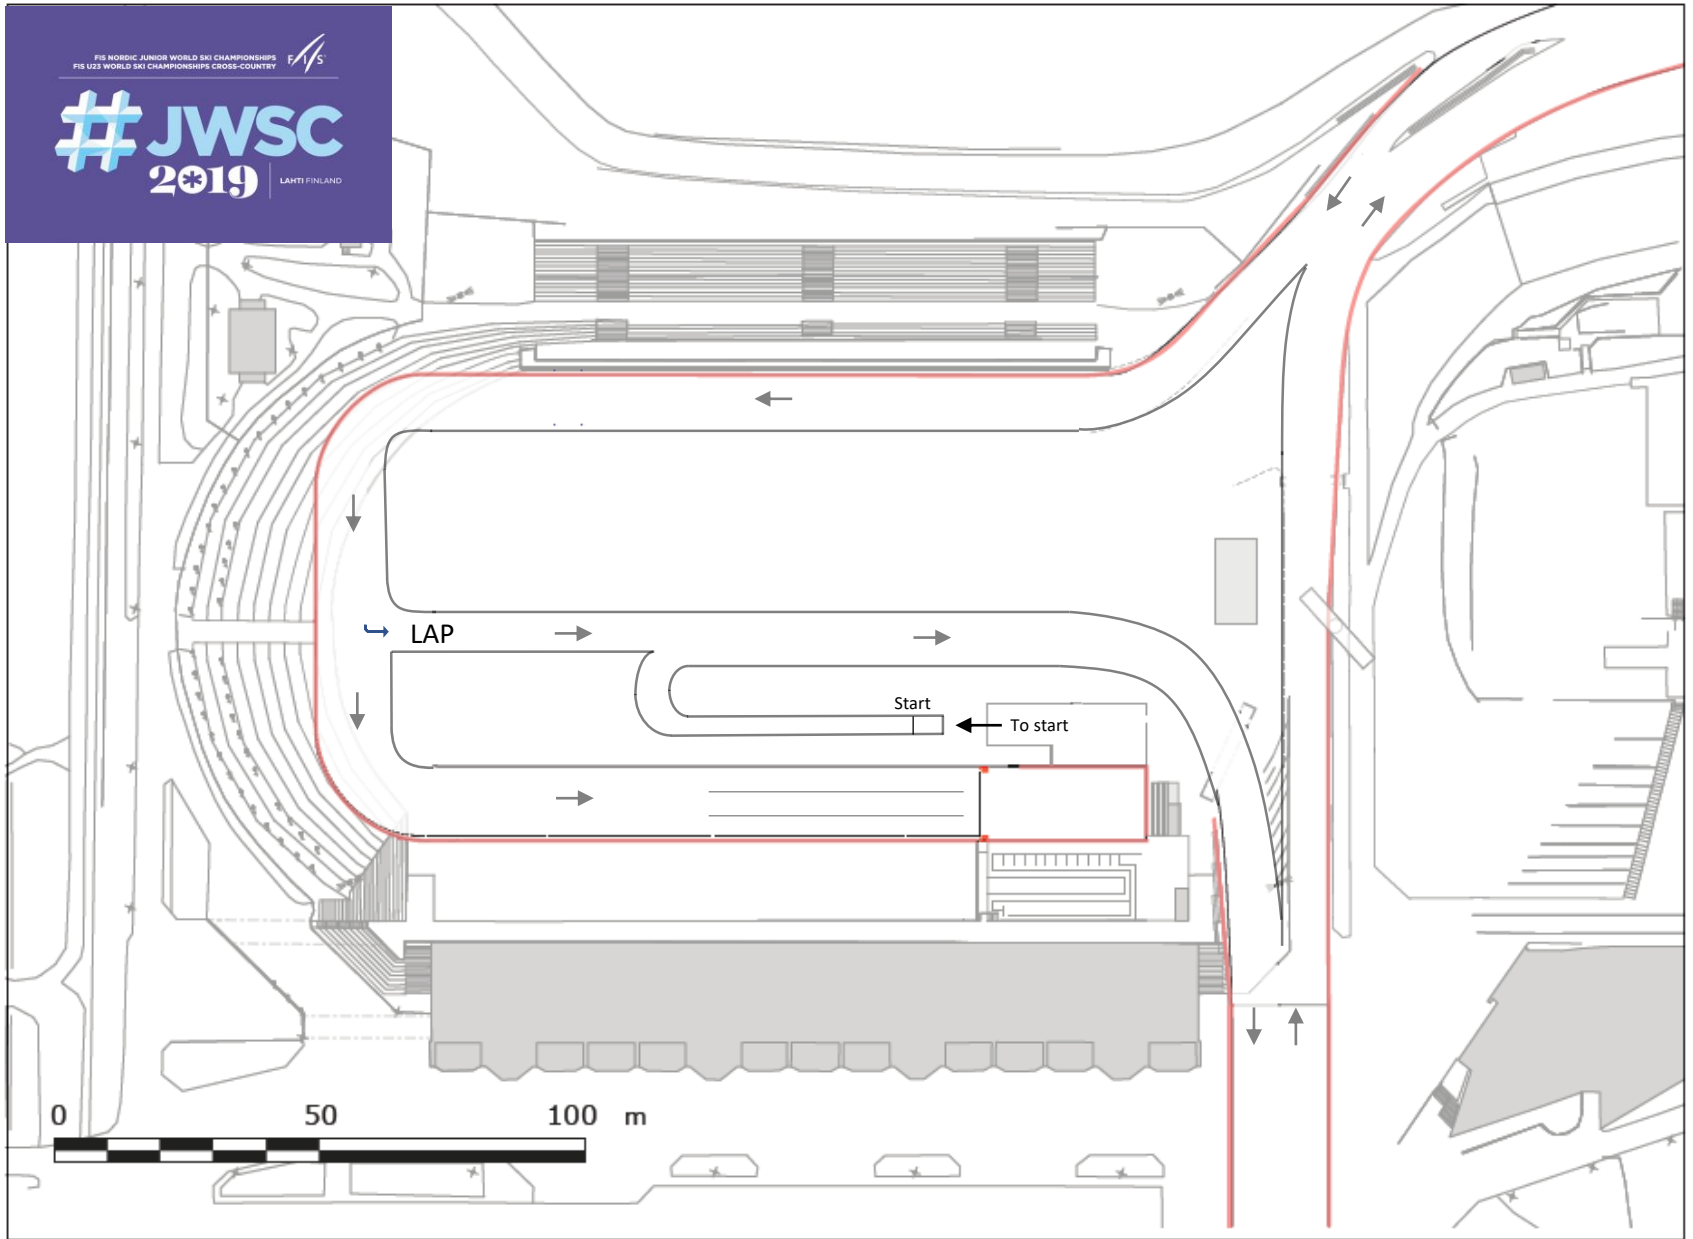 FIS NORDIC JUNIOR WORLD SKI CHAMPIONSHIPS
FIS U23 WORLD SKI CHAMPIONSHIPS CROSS-COUNTRY
F I S
#JWSC
2019
LAHTI FINLAND
LAP
Start
To start
0 50 100 m